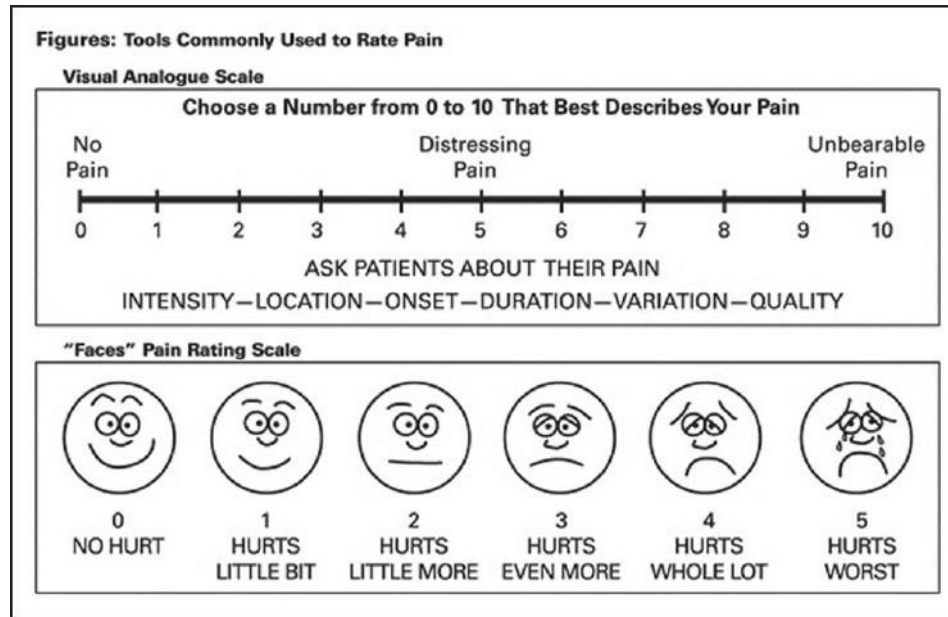 Figures: Tools Commonly Used to Rate Pain
Visual Analogue Scale
Choose a Number from 0 to 10 That Best Describes Your Pain
No Pain
Distressing Pain
Unbearable Pain
0 1 2 3 4 5 6 7 8 9 10
ASK PATIENTS ABOUT THEIR PAIN
INTENSITY—LOCATION—ONSET—DURATION—VARIATION—QUALITY
"Faces" Pain Rating Scale
0
NO HURT
1
HURTS
LITTLE BIT
2
HURTS
LITTLE MORE
3
HURTS
EVEN MORE
4
HURTS
WHOLE LOT
5
HURTS
WORST